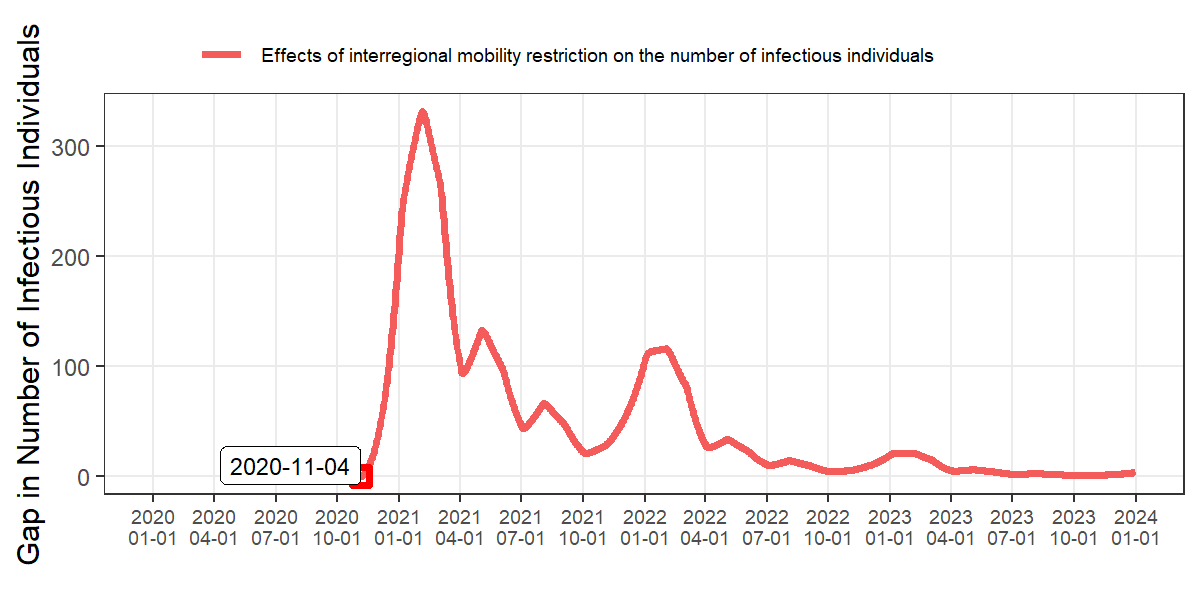 Effects of interregional mobility restriction on the number of infectious individuals
Gap in Number of Infectious Individuals
300
200
100
0
2020-11-04
2020 2020 2020 2020 2021 2021 2021 2021 2022 2022 2022 2022 2023 2023 2023 2023 2024
01-01 04-01 07-01 10-01 01-01 04-01 07-01 10-01 01-01 04-01 07-01 10-01 01-01 04-01 07-01 10-01 01-01